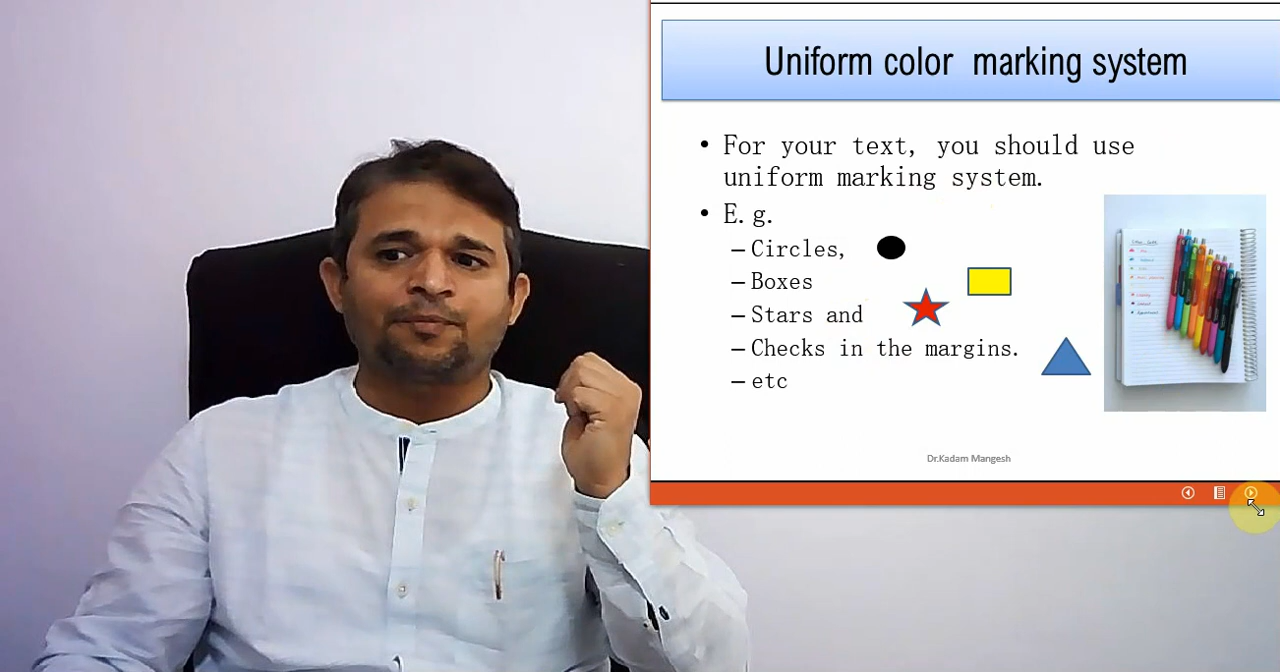 Uniform color marking system
• For your text, you should use
uniform marking system.
• E.g.
– Circles,
– Boxes
– Stars and
– Checks in the margins.
– etc
Dr.Kadam Mangesh